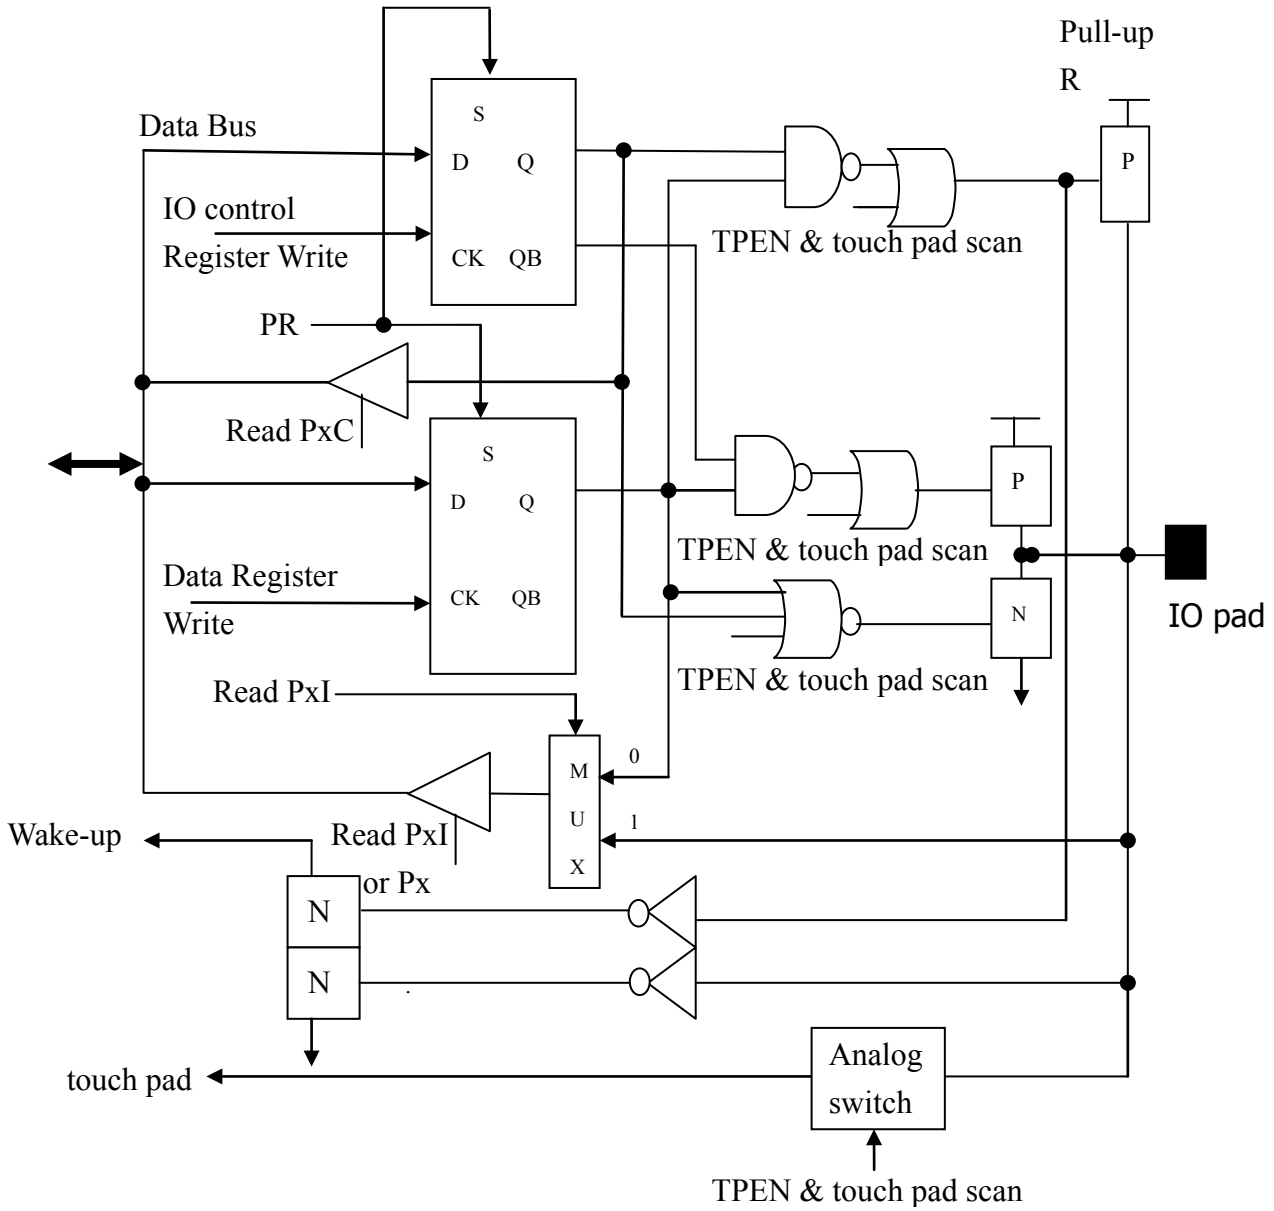 Pull-up
R
S
Data Bus
D Q
P
IO control
Register Write
CK QB
TPEN & touch pad scan
PR
Read PxC
S
D Q
P
TPEN & touch pad scan
Data Register
Write
CK QB
N
IO pad
TPEN & touch pad scan
Read PxI
0
M
U
X
1
Wake-up
Read PxI
or Px
N
N
.
Analog
switch
touch pad
TPEN & touch pad scan